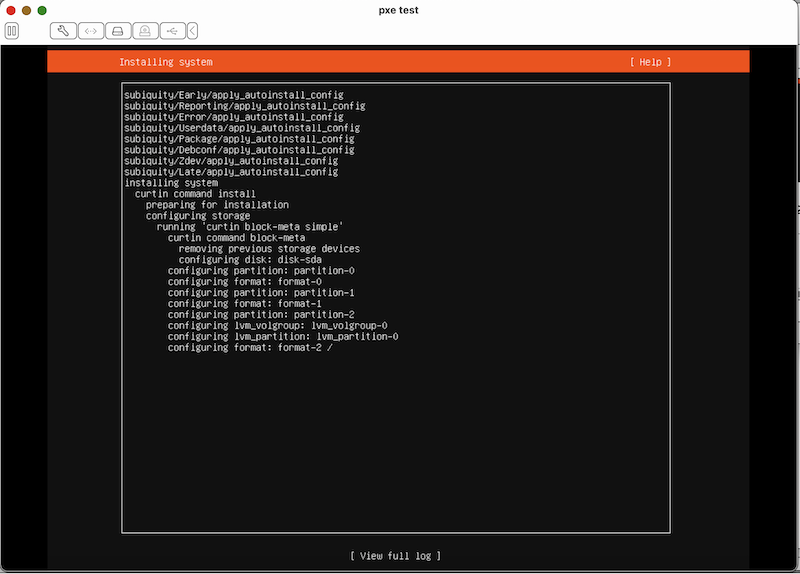 pxe test
Installing system [ Help ]
subiquity/Early/apply_autoinstall_config
subiquity/Reporting/apply_autoinstall_config
subiquity/Error/apply_autoinstall_config
subiquity/Userdata/apply_autoinstall_config
subiquity/Package/apply_autoinstall_config
subiquity/Debconf/apply_autoinstall_config
subiquity/Zdev/apply_autoinstall_config
subiquity/Late/apply_autoinstall_config
installing system
curtin command install
preparing for installation
configuring storage
running 'curtin block-meta simple'
curtin command block-meta
removing previous storage devices
configuring disk: disk-sda
configuring partition: partition-0
configuring format: format-0
configuring partition: partition-1
configuring format: format-1
configuring partition: partition-2
configuring lvm_volgroup: lvm_volgroup-0
configuring lvm_partition: lvm_partition-0
configuring format: format-2 /
[ View full log ]